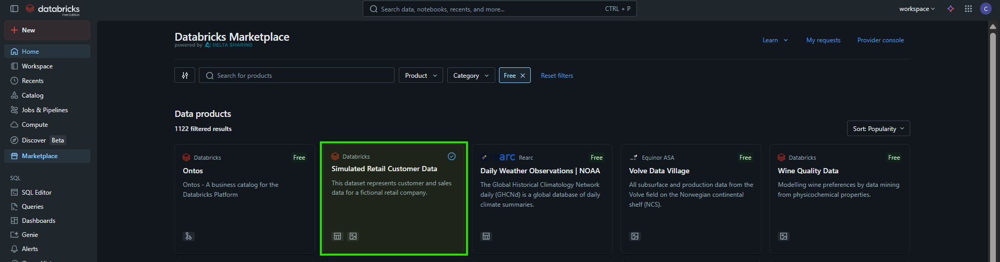 databricks
Free Edition
Search data, notebooks, recents, and more...
CTRL + P
workspace
C
New
Home
Workspace
Recents
Catalog
Jobs & Pipelines
Compute
Discover Beta
Marketplace
SQL
SQL Editor
Queries
Dashboards
Genie
Alerts
Databricks Marketplace
powered by DELTA SHARING
Learn
My requests
Provider console
Search for products
Product
Category
Free
Reset filters
Data products
1122 filtered results
Sort: Popularity
Databricks
Free
Ontos
Ontos - A business catalog for the
Databricks Platform
Databricks
Simulated Retail Customer Data
This dataset represents customer and sales
data for a fictional retail company.
arc Rearc
Free
Daily Weather Observations | NOAA
The Global Historical Climatology Network
daily (GHCNd) is a global database of daily
climate summaries.
Equinor ASA
Free
Volve Data Village
All subsurface and production data from the
Volve field on the Norwegian continental
shelf (NCS).
Databricks
Free
Wine Quality Data
Modelling wine preferences by data mining
from physicochemical properties.